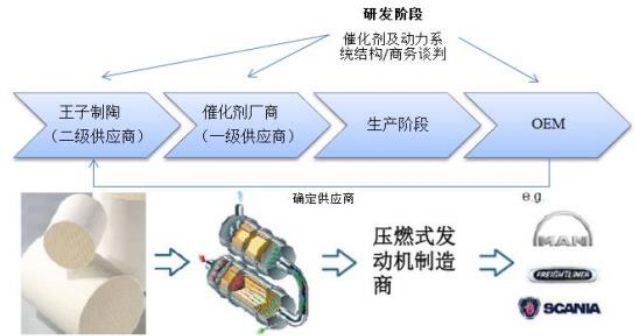 研发阶段
催化剂及动力系
统结构/商务谈判
王子制陶
（二级供应商）
催化剂厂商
（一级供应商）
生产阶段
OEM
确定供应商
e.g.
压燃式发
动机制造
商
MAN
FREIGHTLINER
SCANIA